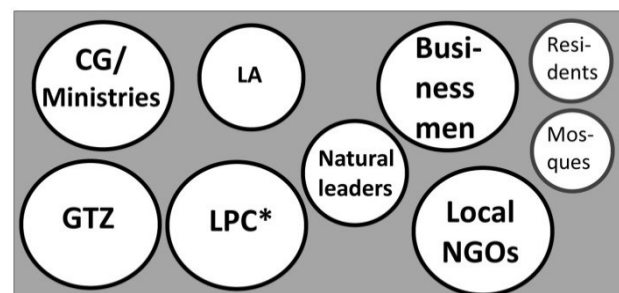 CG/
Ministries
LA
Busi-
ness
men
Resi-
dents
Mos-
ques
Natural
leaders
GTZ
LPC*
Local
NGOs